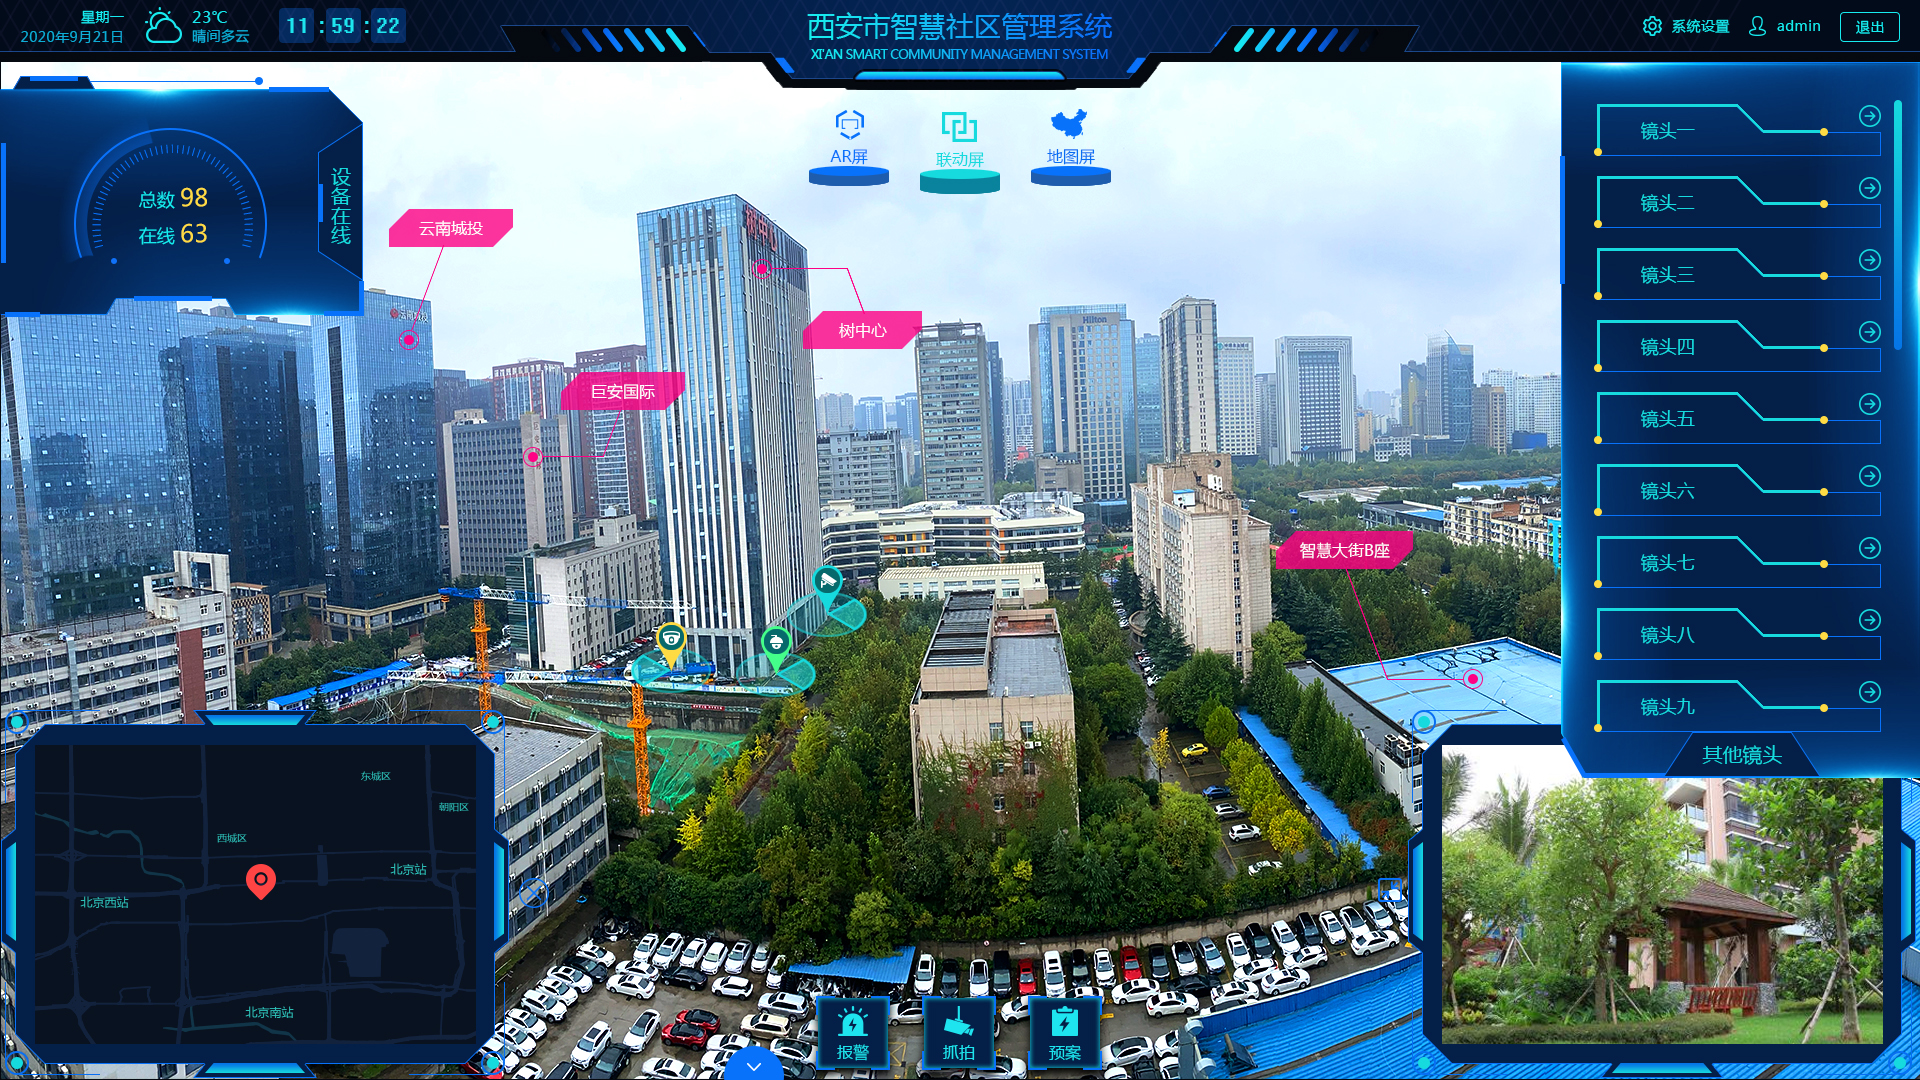 星期一
2020年9月21日
23℃
晴间多云
11 : 59 : 22
西安市智慧社区管理系统
XI'AN SMART COMMUNITY MANAGEMENT SYSTEM
系统设置
admin
退出
总数 98
在线 63
设备在线
AR屏
联动屏
地图屏
云南城投
树中心
巨安国际
智慧大街B座
Hilton
镜头一
镜头二
镜头三
镜头四
镜头五
镜头六
镜头七
镜头八
镜头九
其他镜头
东城区
朝阳区
西城区
北京站
北京西站
北京南站
报警
抓拍
预案